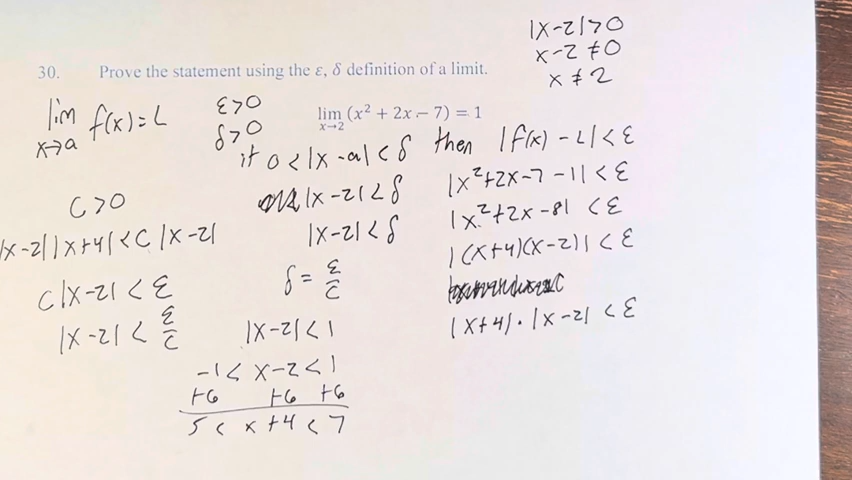 |x-2|>0
x-2≠0
x≠2
30. Prove the statement using the ε, δ definition of a limit.
lim x→a f(x)=L
ε>0
δ>0
lim x→2 (x² + 2x − 7) = 1
if 0<|x-a|<δ then |f(x)-L|<ε
|x-2|<δ |x²+2x-7-1|<ε
C>0
|x-2|<δ |x²+2x-8|<ε
|x-2||x+4|<C|x-2|
|(x+4)(x-2)|<ε
C|x-2|<ε
δ=ε/C
|x-2|<ε/C
|x-2|<1
|x+4|·|x-2|<ε
-1<x-2<1
+6 +6 +6
5<x+4<7